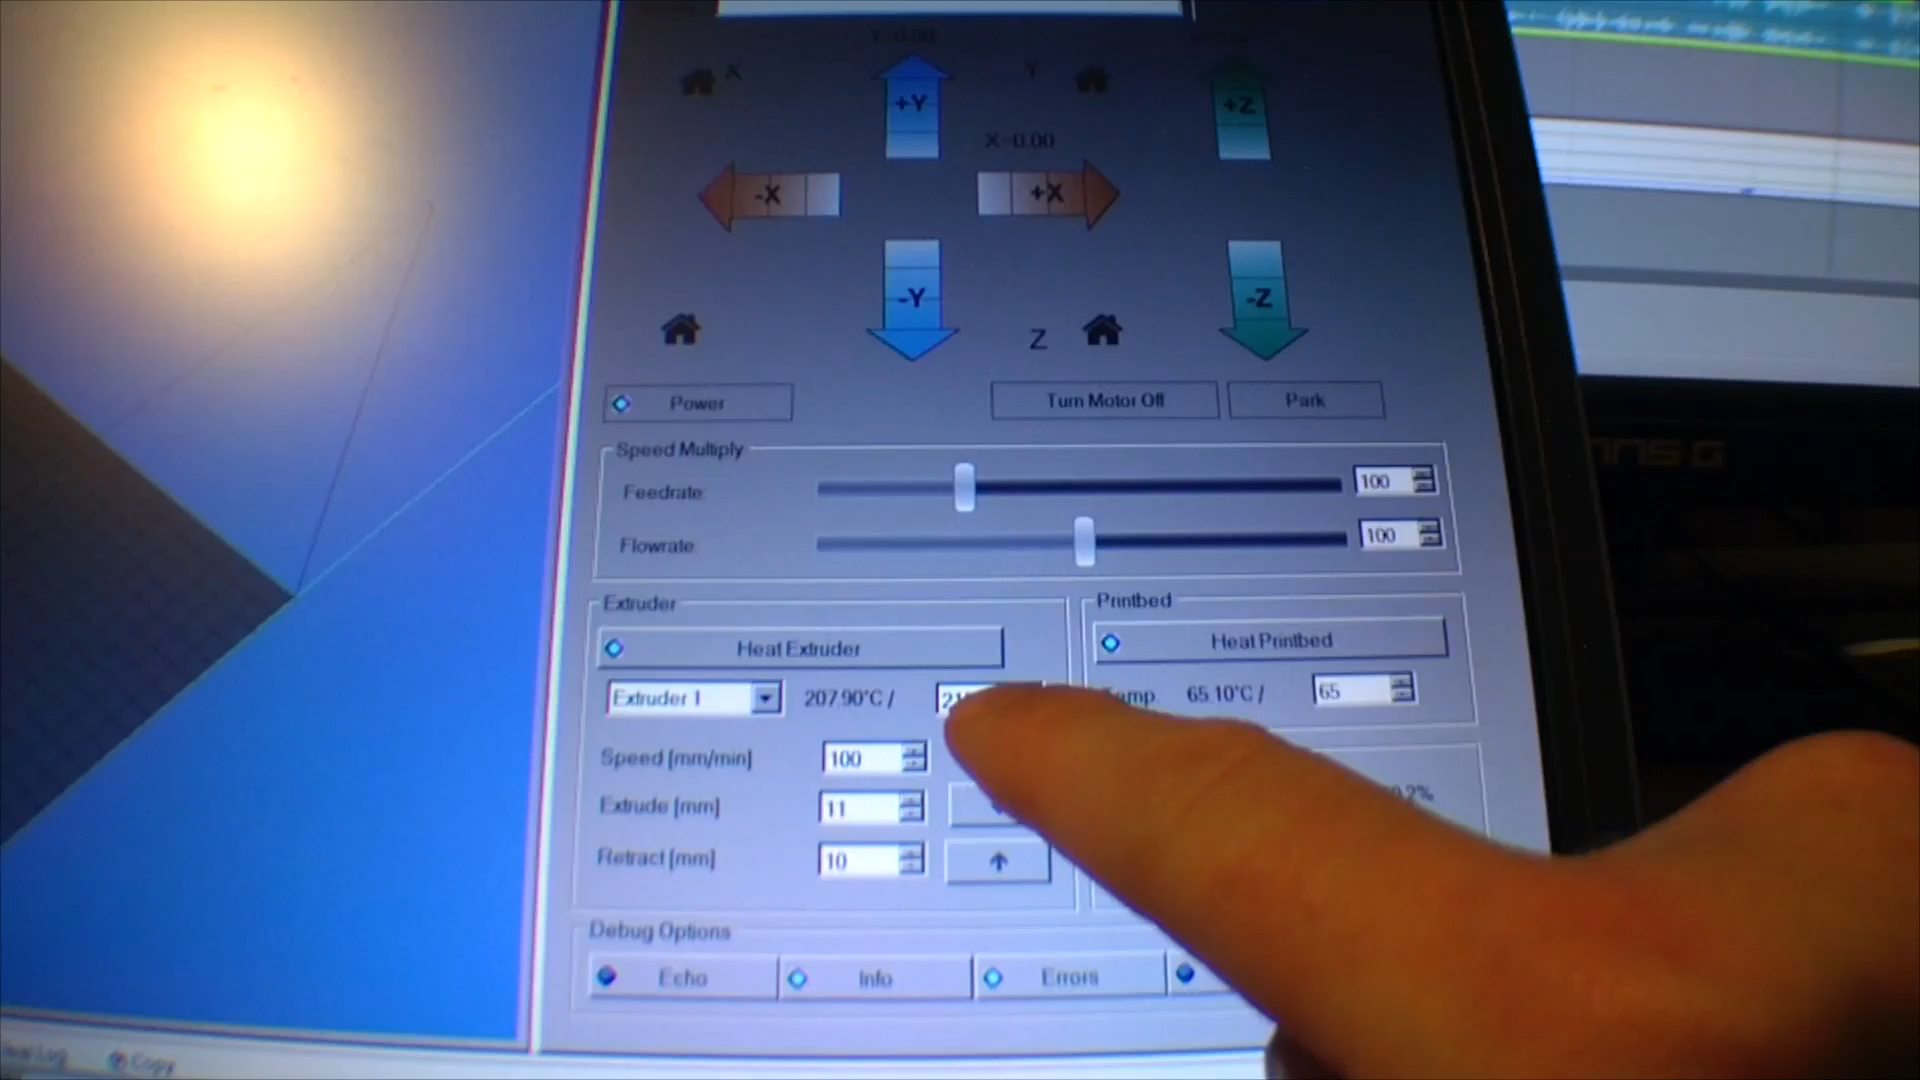 X
Y
+Y
+Z
X=0.00
-X
+X
-Y
-Z
Z
Power
Turn Motor Off
Park
Speed Multiply
Feedrate:
100
Flowrate:
100
Extruder
Printbed
Heat Extruder
Heat Printbed
Extruder 1
207.90°C /
65.10°C /
65
Speed [mm/min]
100
Extrude [mm]
11
Retract [mm]
10
Debug Options
Echo
Info
Errors
Copy